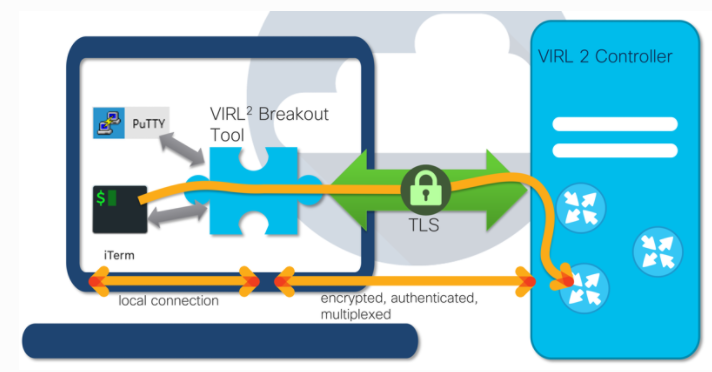 VIRL 2 Controller
VIRL² Breakout
Tool
PuTTY
$
iTerm
TLS
local connection
encrypted, authenticated,
multiplexed